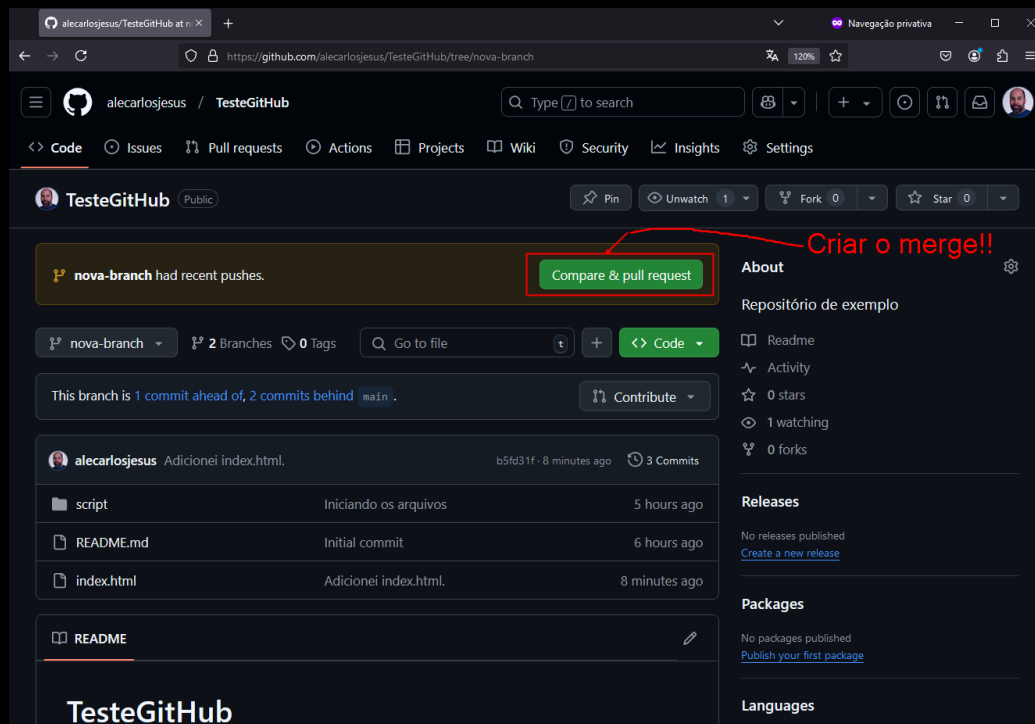 alecarlosjesus/TesteGitHub at n
Navegação privativa
https://github.com/alecarlosjesus/TesteGitHub/tree/nova-branch
120%
alecarlosjesus / TesteGitHub
Type / to search
Code Issues Pull requests Actions Projects Wiki Security Insights Settings
TesteGitHub Public
Pin Unwatch 1 Fork 0 Star 0
nova-branch had recent pushes.
Compare & pull request
Criar o merge!!
nova-branch 2 Branches 0 Tags Go to file t Code
This branch is 1 commit ahead of, 2 commits behind main .
Contribute
alecarlosjesus Adicionei index.html. b5fd31f · 8 minutes ago 3 Commits
script Iniciando os arquivos 5 hours ago
README.md Initial commit 6 hours ago
index.html Adicionei index.html. 8 minutes ago
README
TesteGitHub
About
Repositório de exemplo
Readme
Activity
0 stars
1 watching
0 forks
Releases
No releases published
Create a new release
Packages
No packages published
Publish your first package
Languages